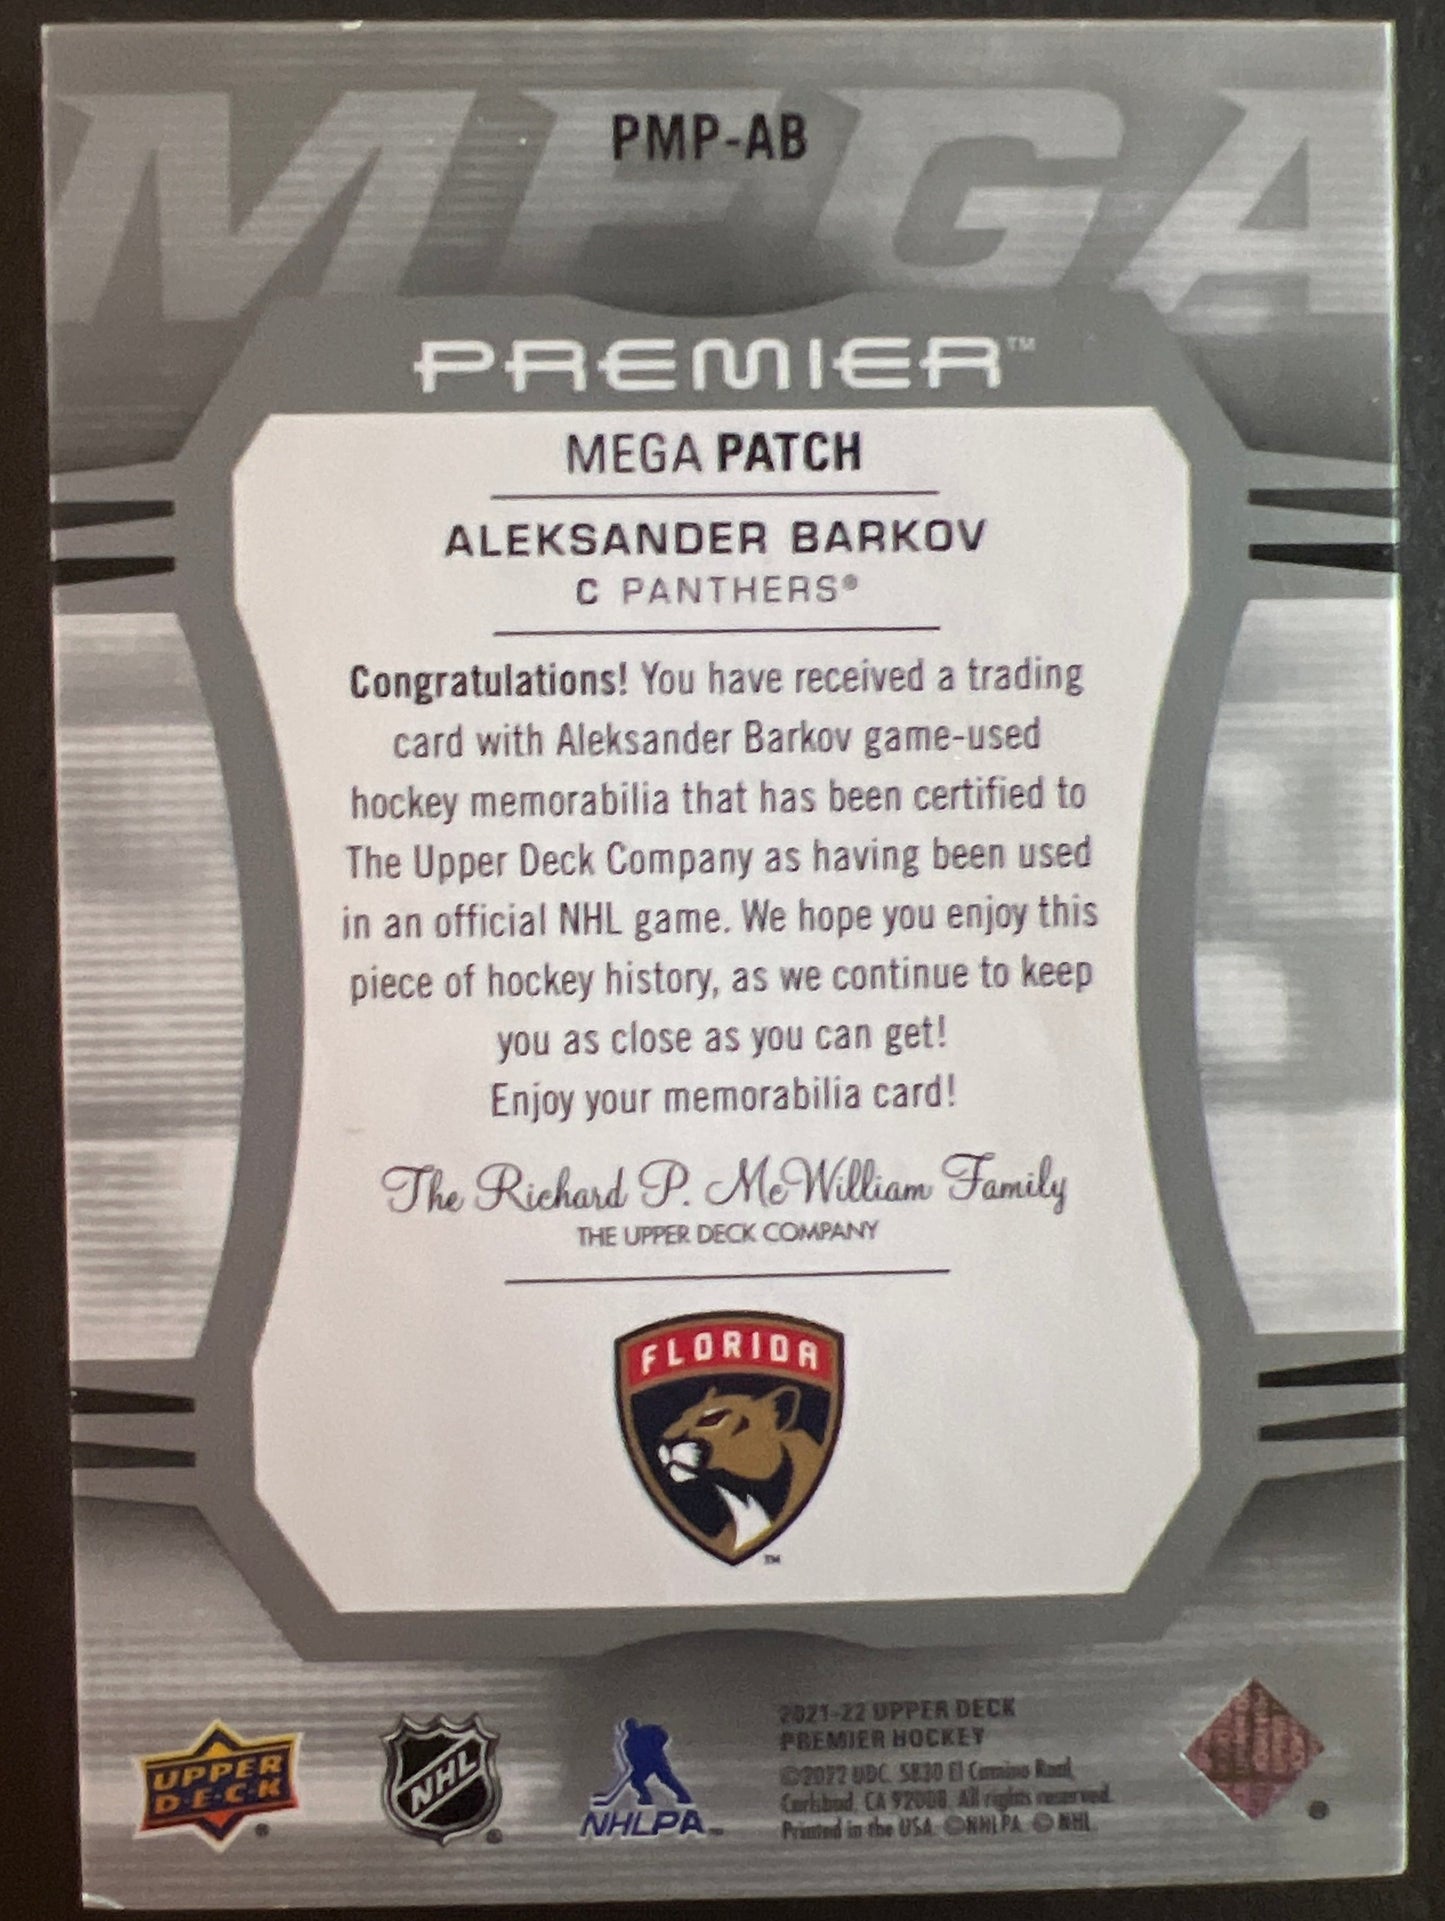 MEGA
PMP-AB
PREMIER™
MEGA PATCH
ALEKSANDER BARKOV
C PANTHERS®
Congratulations! You have received a trading
card with Aleksander Barkov game-used
hockey memorabilia that has been certified to
The Upper Deck Company as having been used
in an official NHL game. We hope you enjoy this
piece of hockey history, as we continue to keep
you as close as you can get!
Enjoy your memorabilia card!
The Richard P. McWilliam Family
THE UPPER DECK COMPANY
FLORIDA
™
UPPER
D·E·C·K
®
NHL
®
NHLPA™
2021-22 UPPER DECK
PREMIER HOCKEY
©2022 UDC. 5830 El Camino Real,
Carlsbad, CA 92008. All rights reserved.
Printed in the USA. ©NHLPA. © NHL.
®